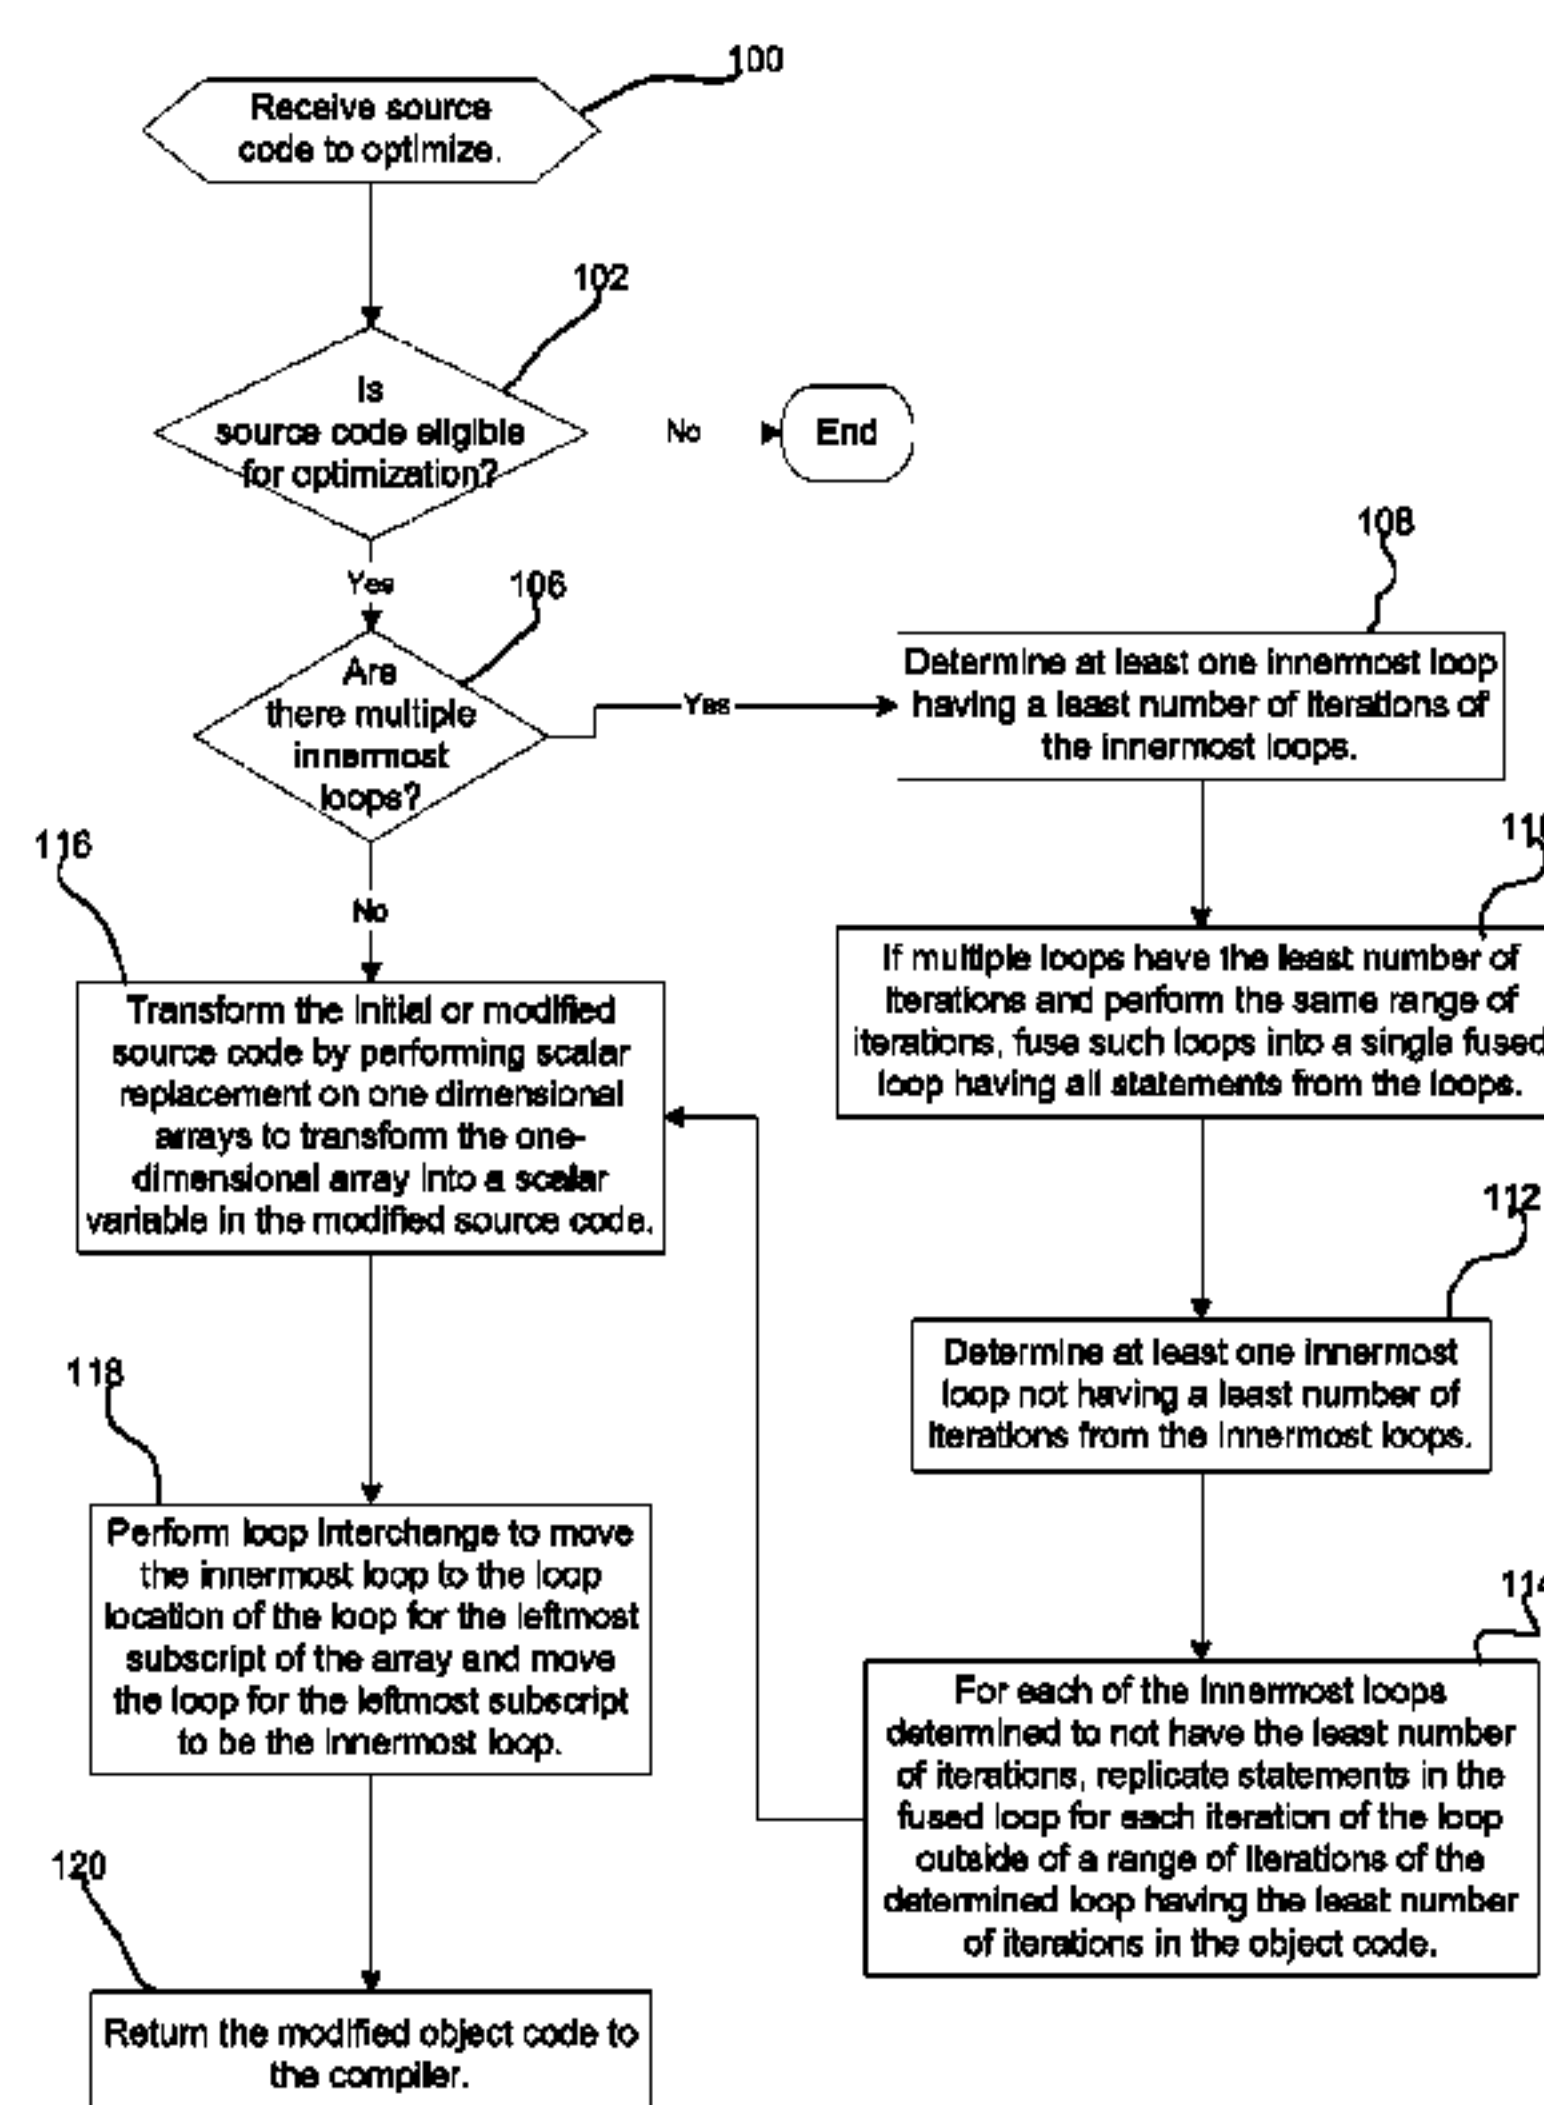 100
Receive source
code to optimize.
102
Is
source code eligible
for optimization?
No
End
Yes
106
Are
there multiple
innermost
loops?
Yes
108
Determine at least one innermost loop
having a least number of iterations of
the innermost loops.
No
110
If multiple loops have the least number of
iterations and perform the same range of
iterations, fuse such loops into a single fused
loop having all statements from the loops.
112
Determine at least one innermost
loop not having a least number of
iterations from the innermost loops.
114
For each of the innermost loops
determined to not have the least number
of iterations, replicate statements in the
fused loop for each iteration of the loop
outside of a range of iterations of the
determined loop having the least number
of iterations in the object code.
116
Transform the initial or modified
source code by performing scalar
replacement on one dimensional
arrays to transform the one-
dimensional array into a scalar
variable in the modified source code.
118
Perform loop interchange to move
the innermost loop to the loop
location of the loop for the leftmost
subscript of the array and move
the loop for the leftmost subscript
to be the innermost loop.
120
Return the modified object code to
the compiler.